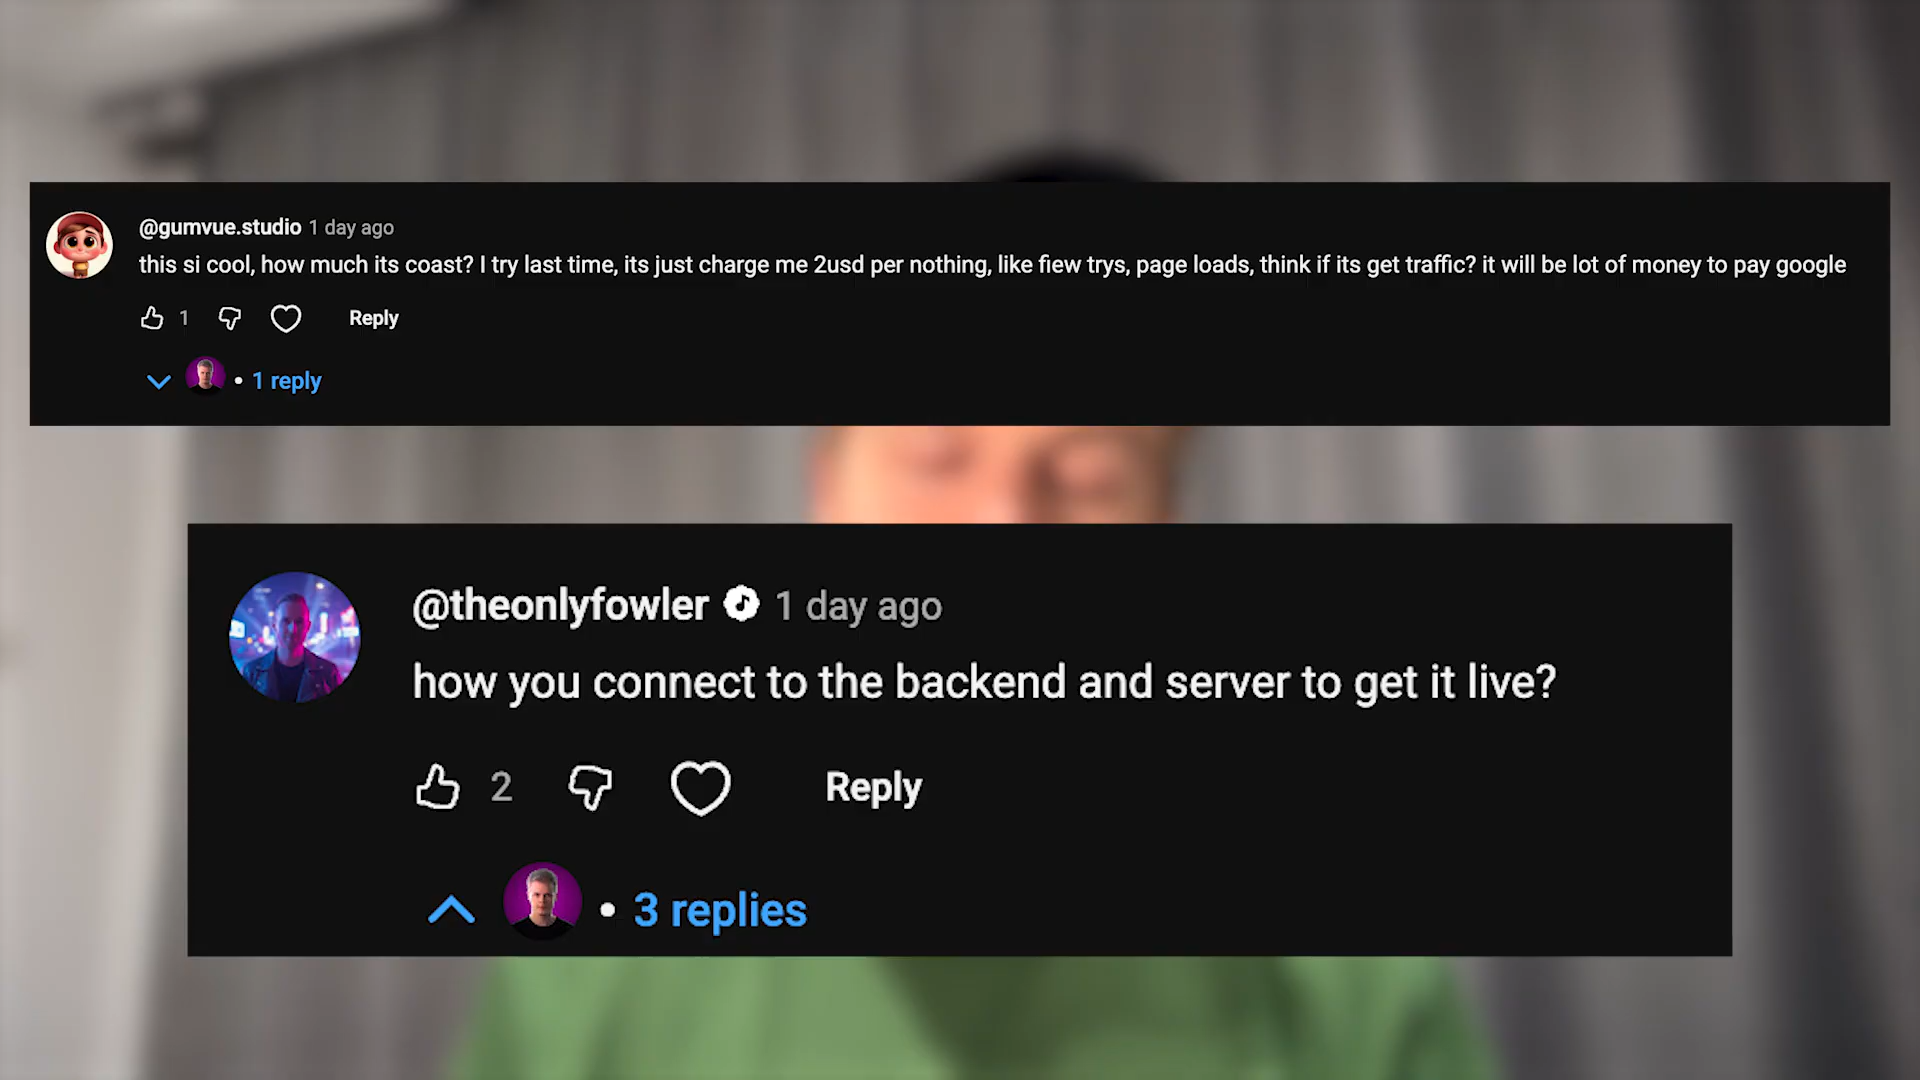 @gumvue.studio 1 day ago
this si cool, how much its coast? I try last time, its just charge me 2usd per nothing, like fiew trys, page loads, think if its get traffic? it will be lot of money to pay google
1 Reply
• 1 reply
@theonlyfowler 1 day ago
how you connect to the backend and server to get it live?
2 Reply
• 3 replies